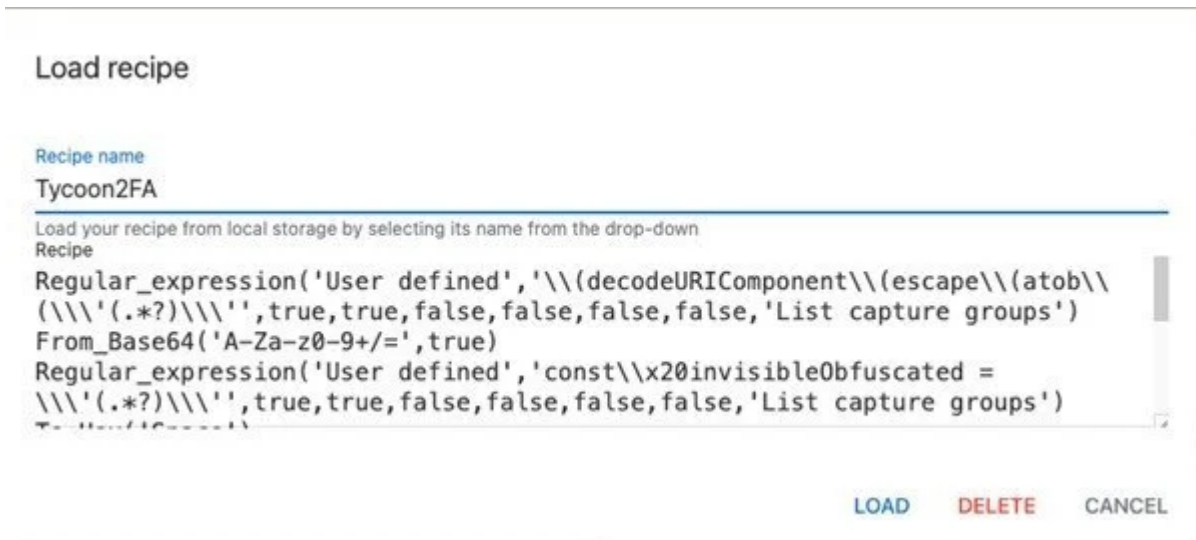 Load recipe
Recipe name
Tycoon2FA
Load your recipe from local storage by selecting its name from the drop-down
Recipe
Regular_expression('User defined','\\(decodeURIComponent\\(escape\\(atob\\
(\\\'(.*?)\\\'',true,true,false,false,false,false,'List capture groups')
From_Base64('A-Za-z0-9+/=',true)
Regular_expression('User defined','const\\x20invisibleObfuscated =
\\\'(.*?)\\\'',true,true,false,false,false,false,'List capture groups')
LOAD DELETE CANCEL